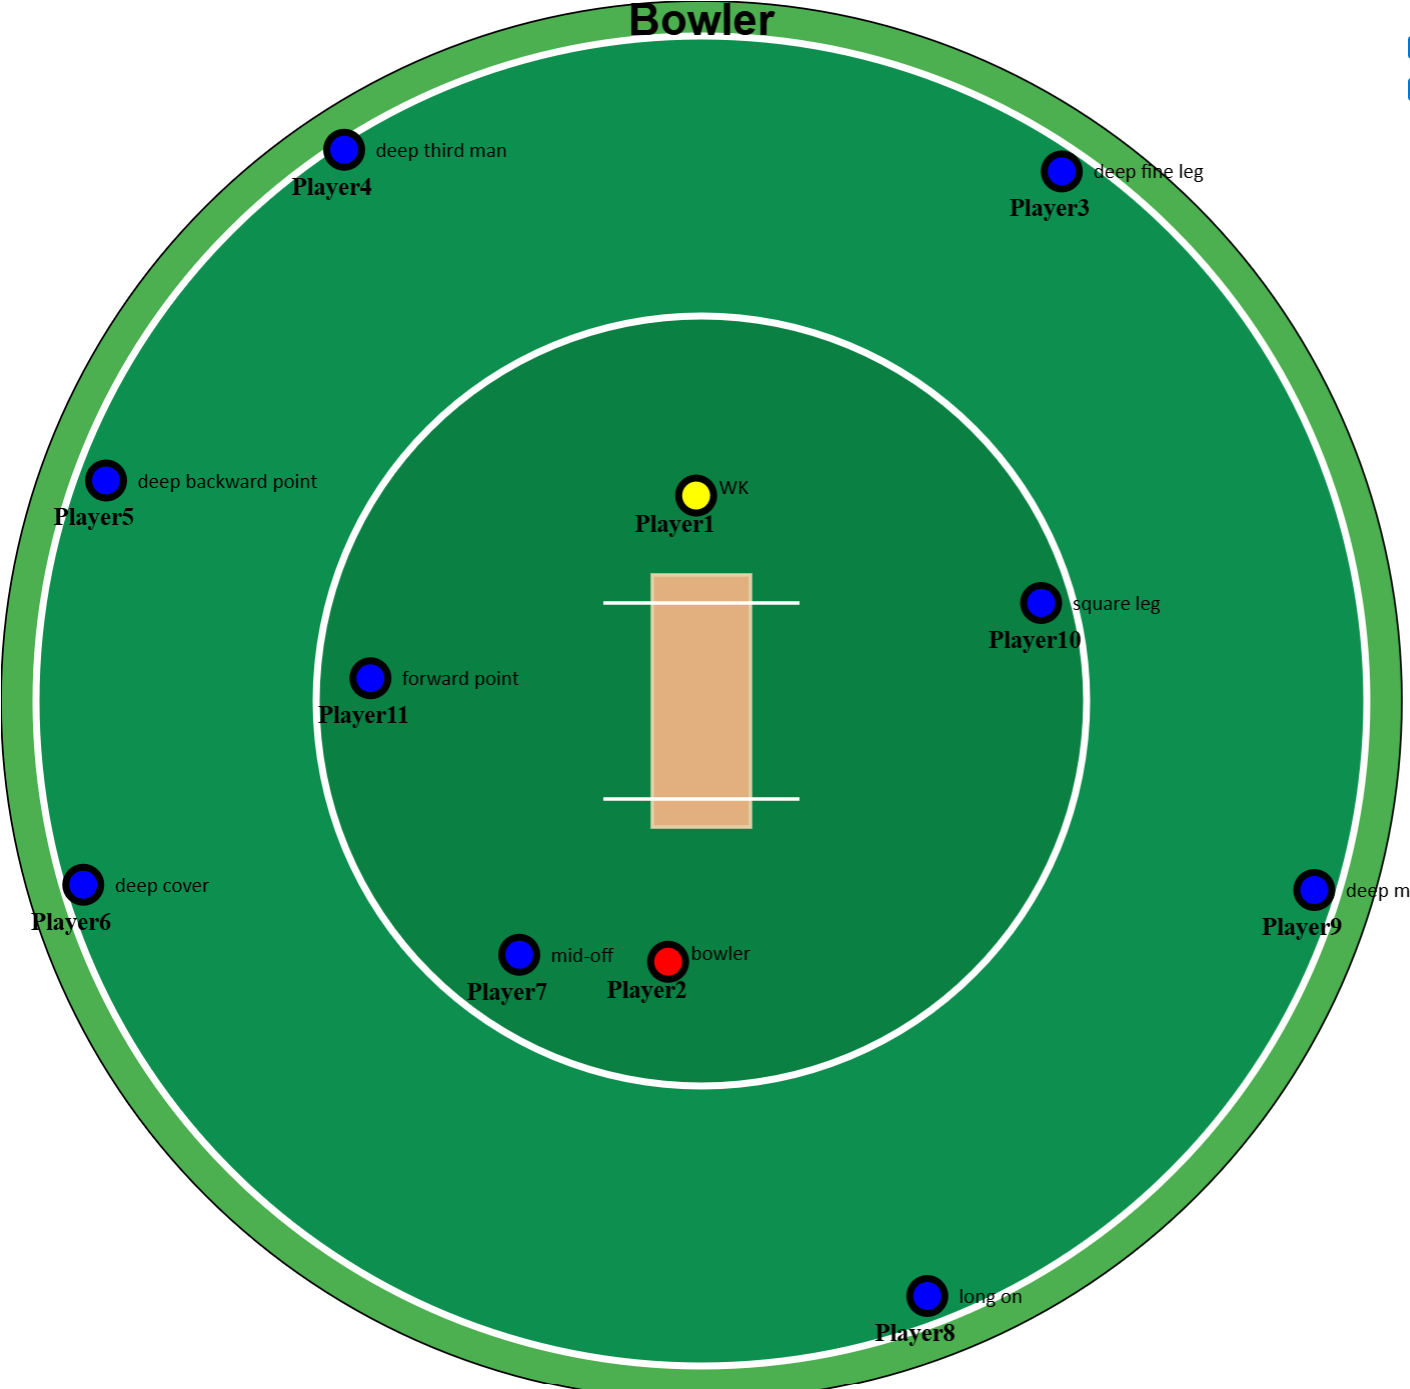 Bowler
deep third man
Player4
deep fine leg
Player3
deep backward point
Player5
WK
Player1
square leg
Player10
forward point
Player11
deep cover
Player6
deep m
Player9
mid-off
Player7
bowler
Player2
long on
Player8